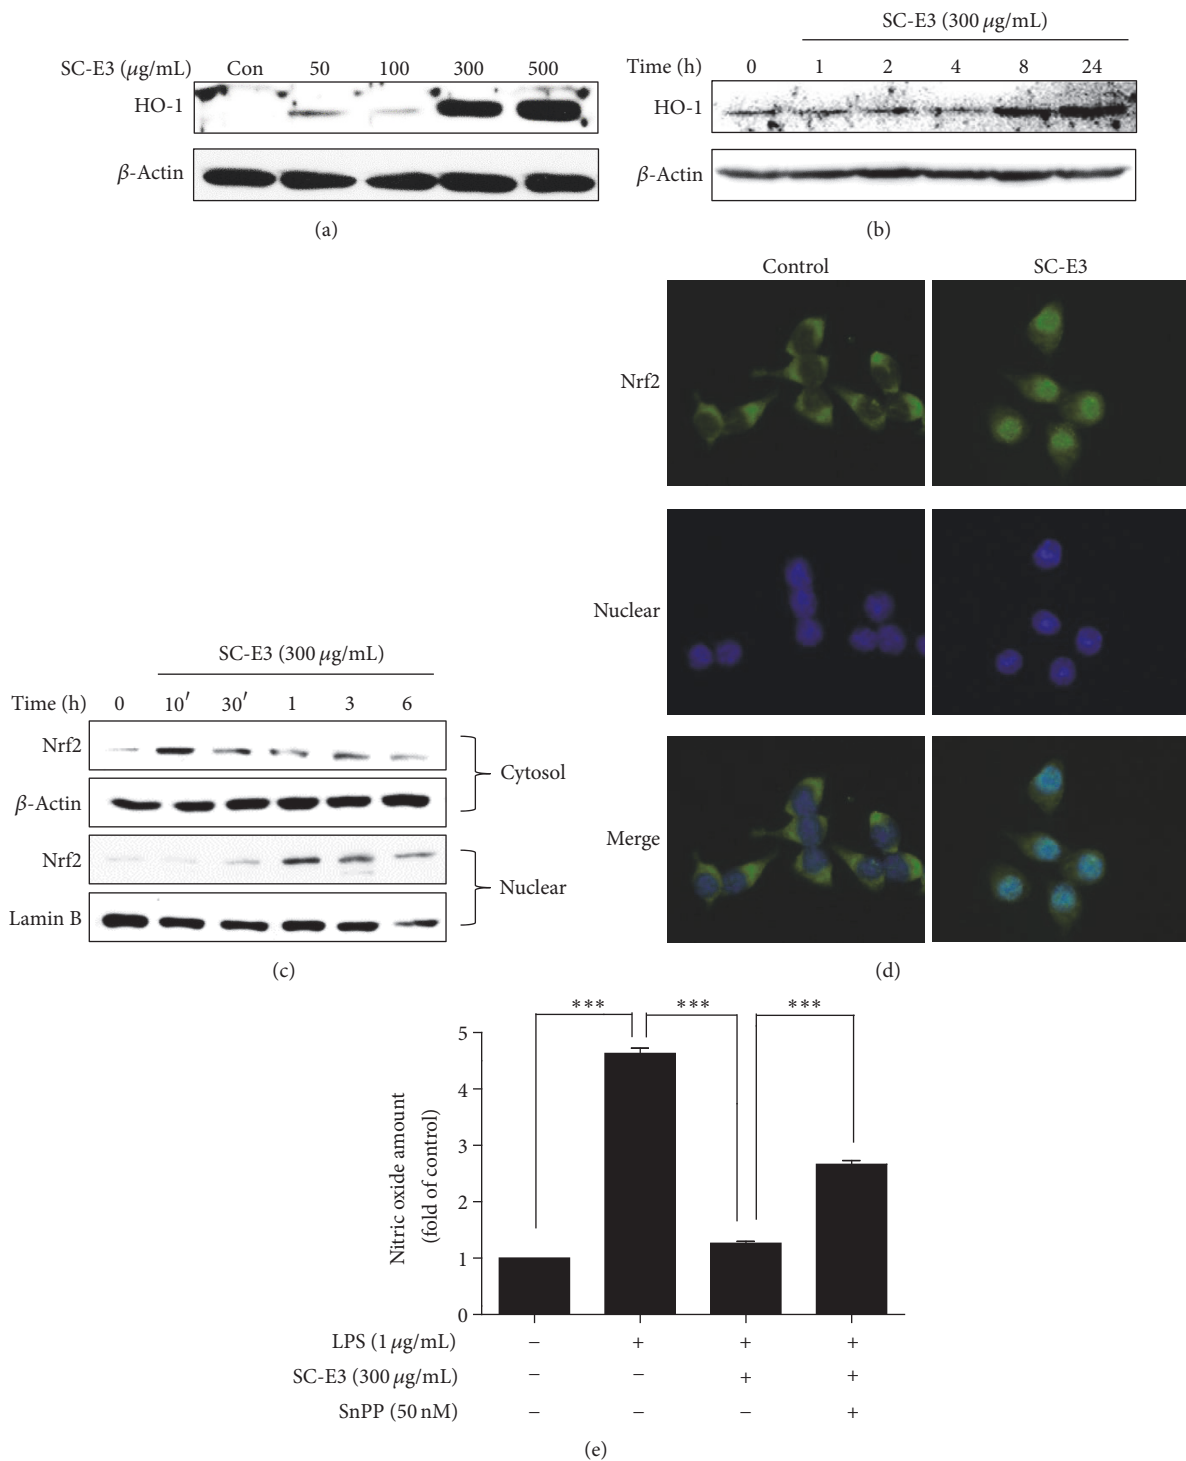 SC-E3 (μg/mL) Con 50 100 300 500
HO-1
β-Actin
(a)
SC-E3 (300 μg/mL)
Time (h) 0 1 2 4 8 24
HO-1
β-Actin
(b)
SC-E3 (300 μg/mL)
Time (h) 0 10′ 30′ 1 3 6
Nrf2
β-Actin
Cytosol
Nrf2
Lamin B
Nuclear
(c)
Control SC-E3
Nrf2
Nuclear
Merge
(d)
*** *** ***
Nitric oxide amount
(fold of control)
5
4
3
2
1
0
LPS (1 μg/mL) − + + +
SC-E3 (300 μg/mL) − − + +
SnPP (50 nM) − − − +
(e)